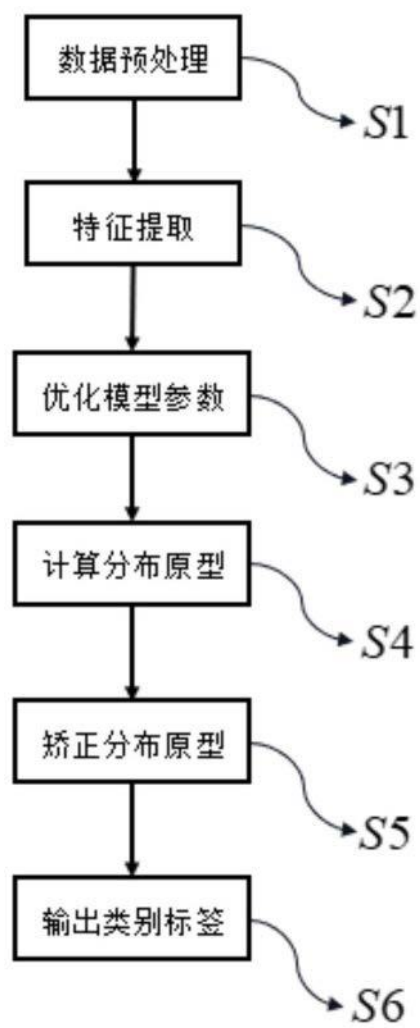 数据预处理
S1
特征提取
S2
优化模型参数
S3
计算分布原型
S4
矫正分布原型
S5
输出类别标签
S6